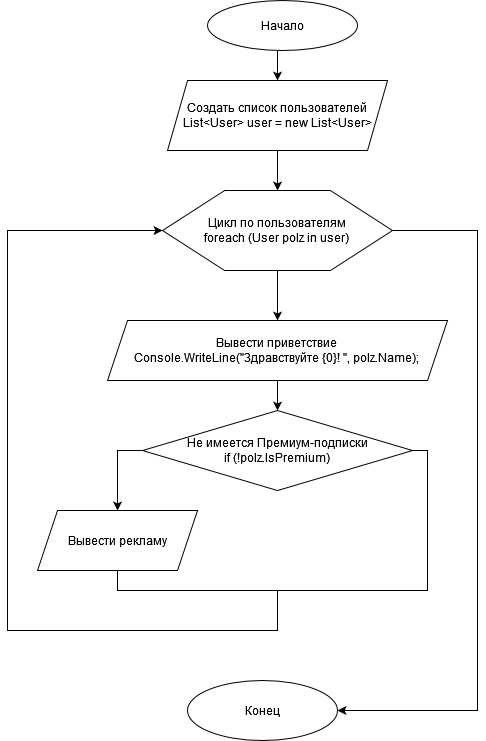 Начало
Создать список пользователей
List<User> user = new List<User>
Цикл по пользователям
foreach (User polz in user)
Вывести приветствие
Console.WriteLine("Здравствуйте {0}! ", polz.Name);
Не имеется Премиум-подписки
if (!polz.IsPremium)
Вывести рекламу
Конец